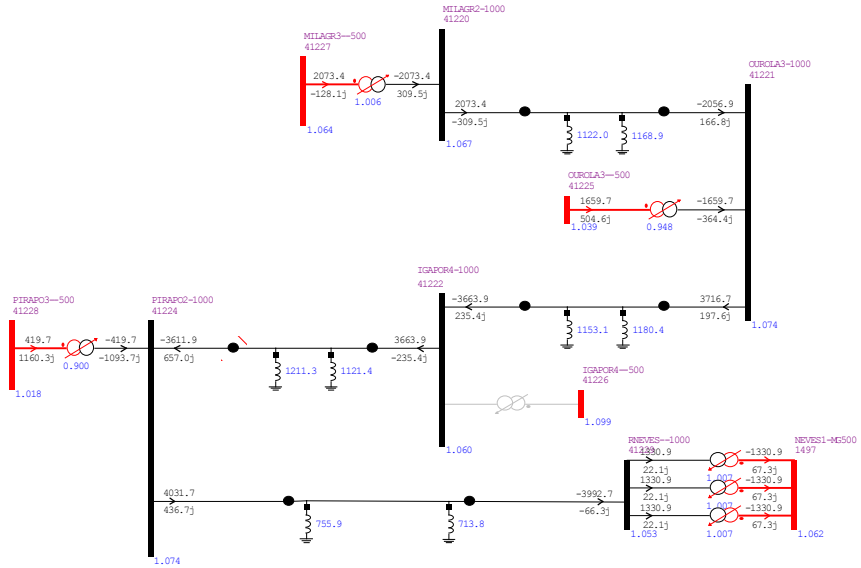 MILAGR2-1000
41220
MILAGR3--500
41227
2073.4
-128.1j
1.006
-2073.4
309.5j
1.064
1.067
2073.4
-309.5j
1122.0
1168.9
-2056.9
166.8j
OUROLA3-1000
41221
OUROLA3--500
41225
1659.7
504.6j
1.039
0.948
-1659.7
-364.4j
IGAPOR4-1000
41222
-3663.9
235.4j
1153.1
1180.4
3716.7
197.6j
1.074
PIRAPO3--500
41228
419.7
1160.3j
0.900
-419.7
-1093.7j
1.018
PIRAPO2-1000
41224
-3611.9
657.0j
1211.3
1121.4
3663.9
-235.4j
IGAPOR4--500
41226
1.099
1.060
RNEVES--1000
NEVES1-MG500
1497
1330.9
22.1j
1.007
-1330.9
67.3j
1330.9
22.1j
1.007
-1330.9
67.3j
1330.9
22.1j
1.007
-1330.9
67.3j
1.053
1.062
4031.7
436.7j
755.9
713.8
-3992.7
-66.3j
1.074